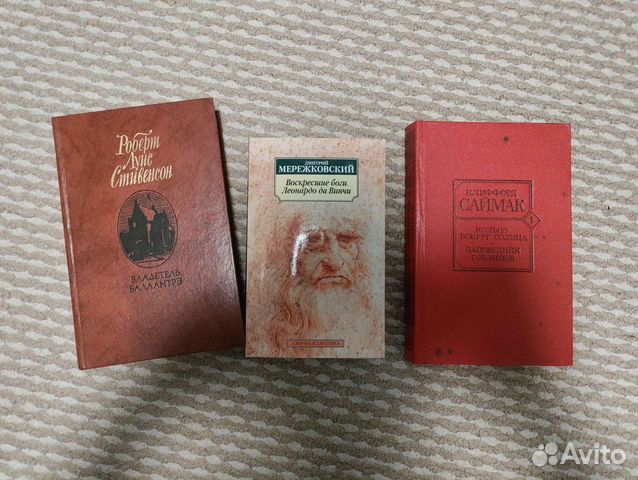 Роберт
Луис
Стивенсон
ВЛАДЕТЕЛЬ
БАЛЛАНТРЭ
ДМИТРИЙ
МЕРЕЖКОВСКИЙ
Воскресшие боги
Леонардо да Винчи
АЗБУКА-КЛАССИКА
КЛИФФОРД
САЙМАК
1
КОЛЬЦО
ВОКРУГ СОЛНЦА
ЗАПОВЕДНИК
ГОБЛИНОВ
Avito